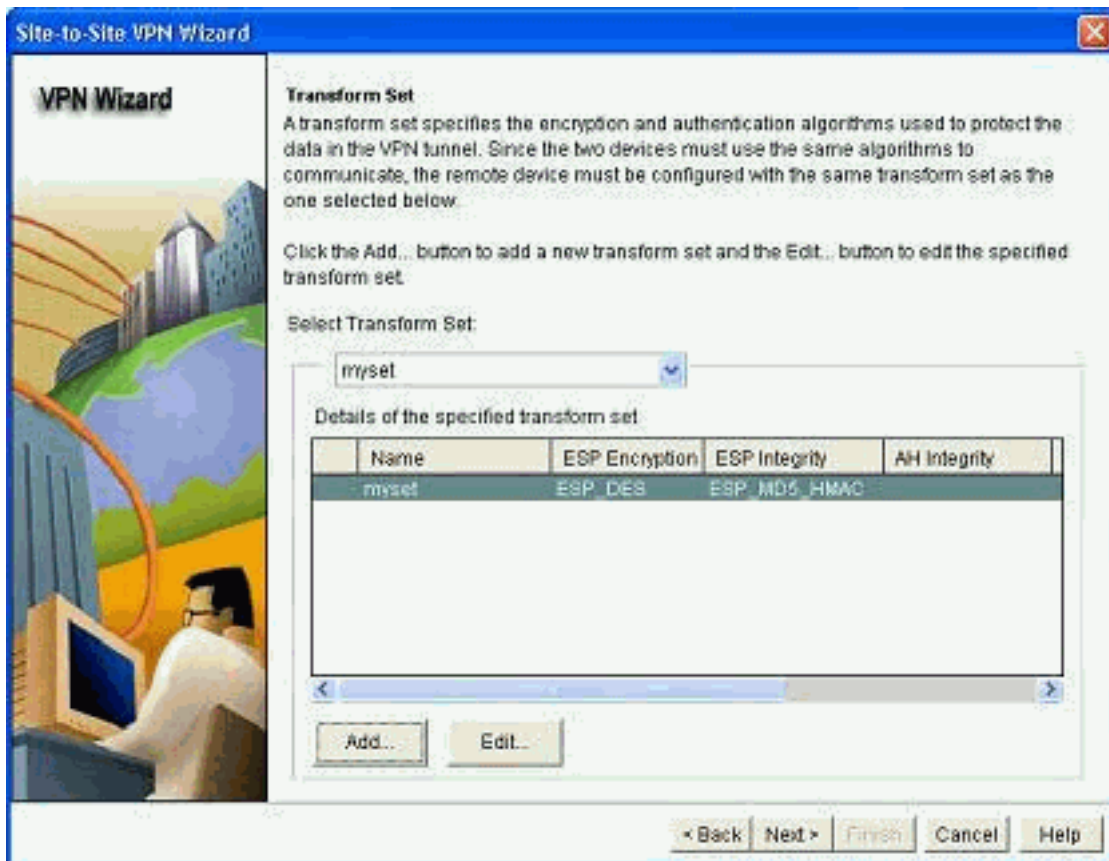 Site-to-Site VPN Wizard
VPN Wizard
Transform Set
A transform set specifies the encryption and authentication algorithms used to protect the
data in the VPN tunnel. Since the two devices must use the same algorithms to
communicate, the remote device must be configured with the same transform set as the
one selected below.
Click the Add... button to add a new transform set and the Edit... button to edit the specified
transform set.
Select Transform Set:
myset
Details of the specified transform set
Name ESP Encryption ESP Integrity AH Integrity
myset ESP_DES ESP_MD5_HMAC
Add... Edit...
< Back Next > Finish Cancel Help